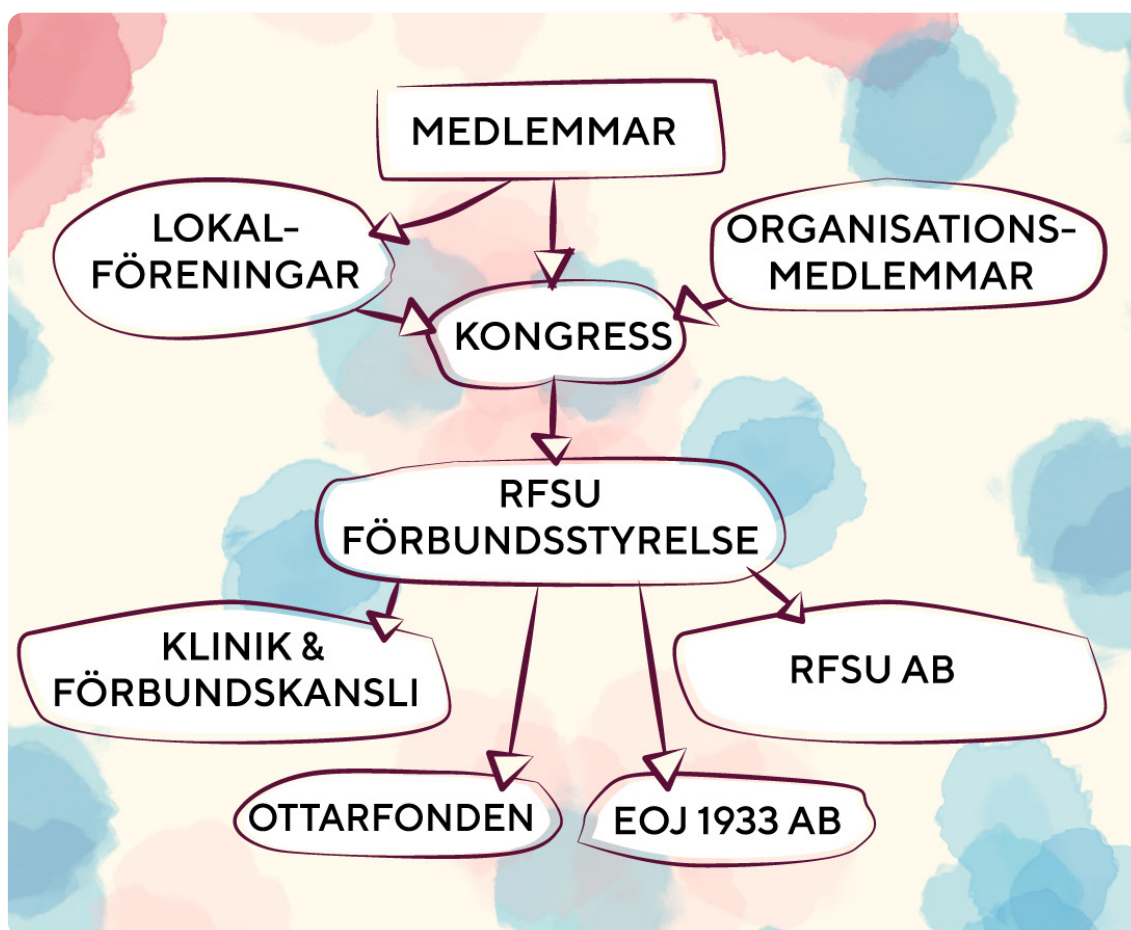 MEDLEMMAR
LOKAL-
FÖRENINGAR
ORGANISATIONS-
MEDLEMMAR
KONGRESS
RFSU
FÖRBUNDSSTYRELSE
KLINIK &
FÖRBUNDSKANSLI
RFSU AB
OTTARFONDEN
EOJ 1933 AB